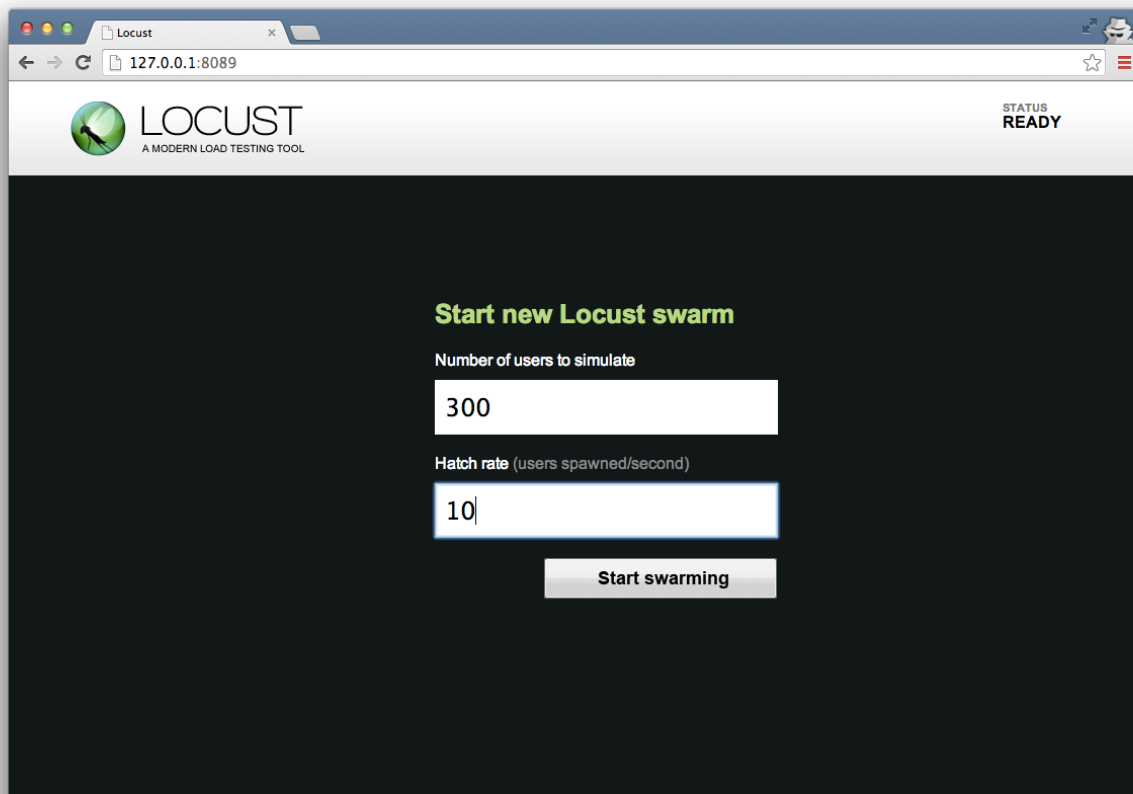 Locust
127.0.0.1:8089
LOCUST
A MODERN LOAD TESTING TOOL
STATUS
READY
Start new Locust swarm
Number of users to simulate
300
Hatch rate (users spawned/second)
10
Start swarming